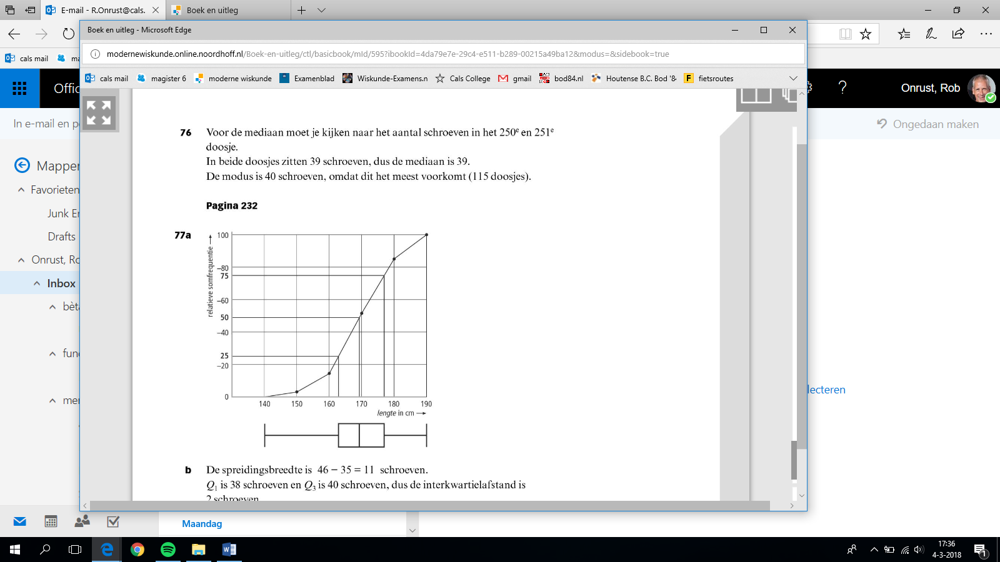 E-mail - R.Onrust@cals.
Boek en uitleg
Boek en uitleg - Microsoft Edge
modernewiskunde.online.noordhoff.nl/Boek-en-uitleg/ctl/basicbook/mId/595?ibookId=4da79e7e-29c4-e511-b289-00215a49ba12&modus=&sidebook=true
cals mail
cals mail magister 6 moderne wiskunde Examenblad Wiskunde-Examens.n Cals College gmail bod84.nl Houtense B.C. Bod '84 fietsroutes
Onrust, Rob
In e-mail en
Ongedaan maken
Mappen
Favorieten
Junk
Drafts
Onrust,
Inbox
lecteren
76 Voor de mediaan moet je kijken naar het aantal schroeven in het 250e en 251e
doosje.
In beide doosjes zitten 39 schroeven, dus de mediaan is 39.
De modus is 40 schroeven, omdat dit het meest voorkomt (115 doosjes).
Pagina 232
77a
relatieve somfrequentie
100
80
75
60
50
40
25
20
0
140 150 160 170 180 190
lengte in cm
b De spreidingsbreedte is 46 – 35 = 11 schroeven.
Q1 is 38 schroeven en Q3 is 40 schroeven, dus de interkwartielafstand is
2 schroeven
Maandag
17:36
4-3-2018
1